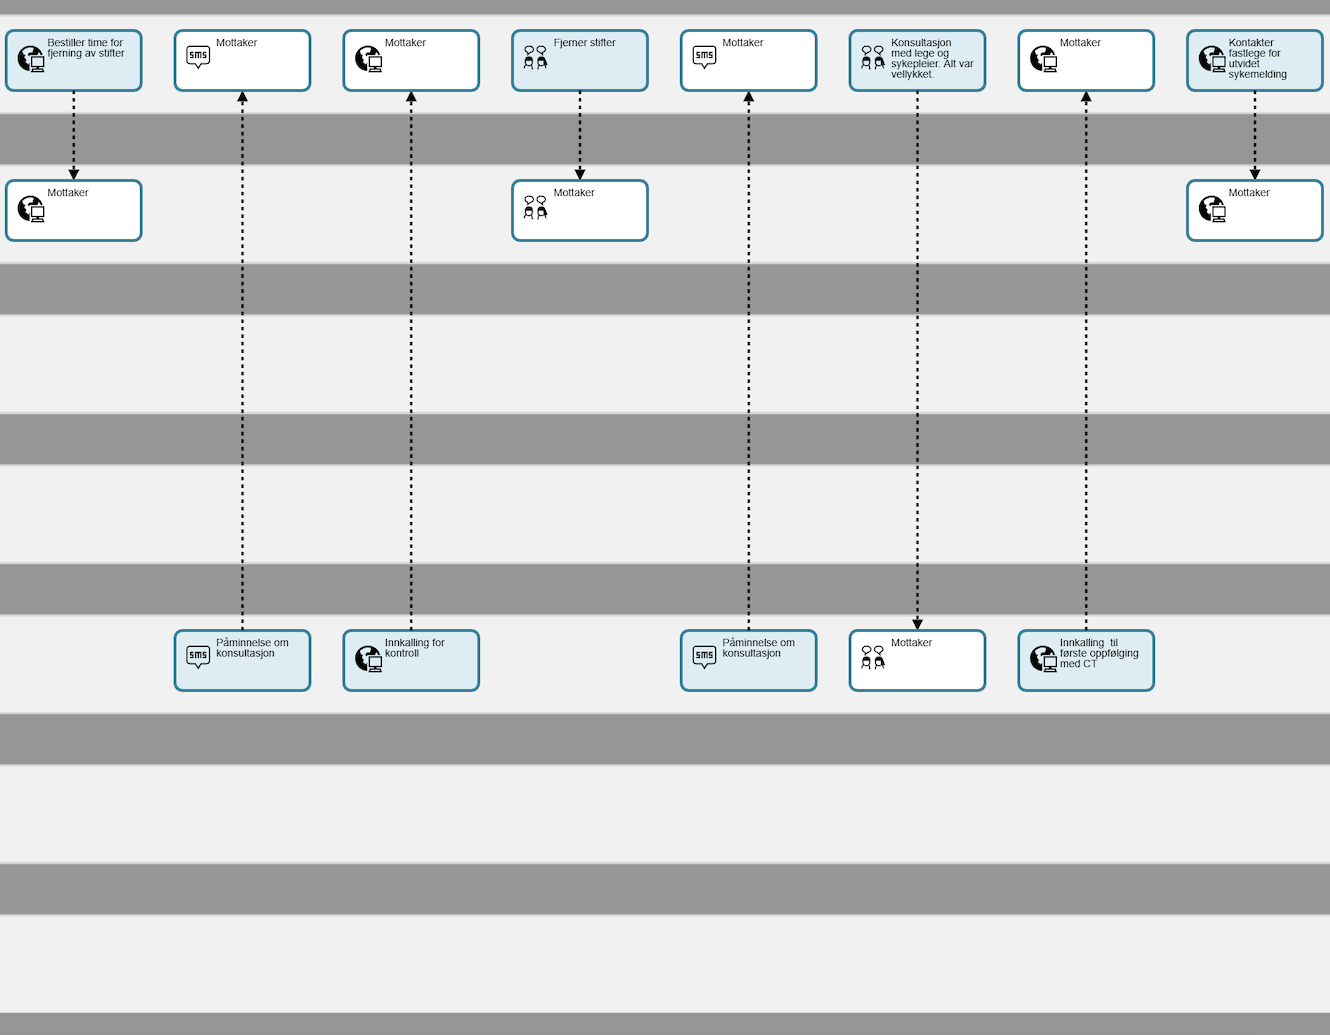 Bestiller time for
fjerning av stifter
sms
Mottaker
Mottaker
Fjerner stifter
sms
Mottaker
Konsultasjon
med lege og
sykepleier. Alt var
vellykket.
Mottaker
Kontakter
fastlege for
utvidet
sykemelding
Mottaker
Mottaker
Mottaker
sms
Påminnelse om
konsultasjon
Innkalling for
kontroll
sms
Påminnelse om
konsultasjon
Mottaker
Innkalling til
første oppfølging
med CT